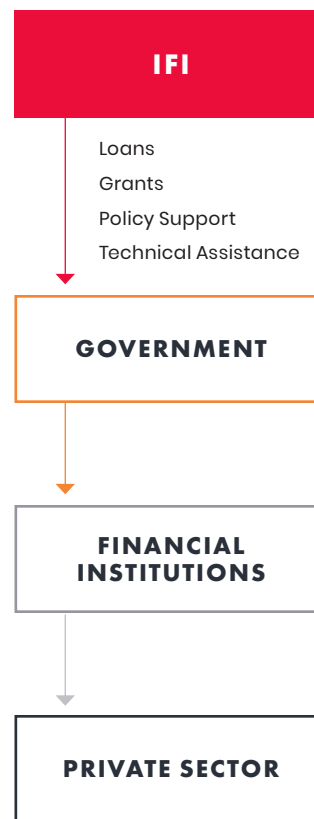 IFI
Loans
Grants
Policy Support
Technical Assistance
GOVERNMENT
FINANCIAL
INSTITUTIONS
PRIVATE SECTOR